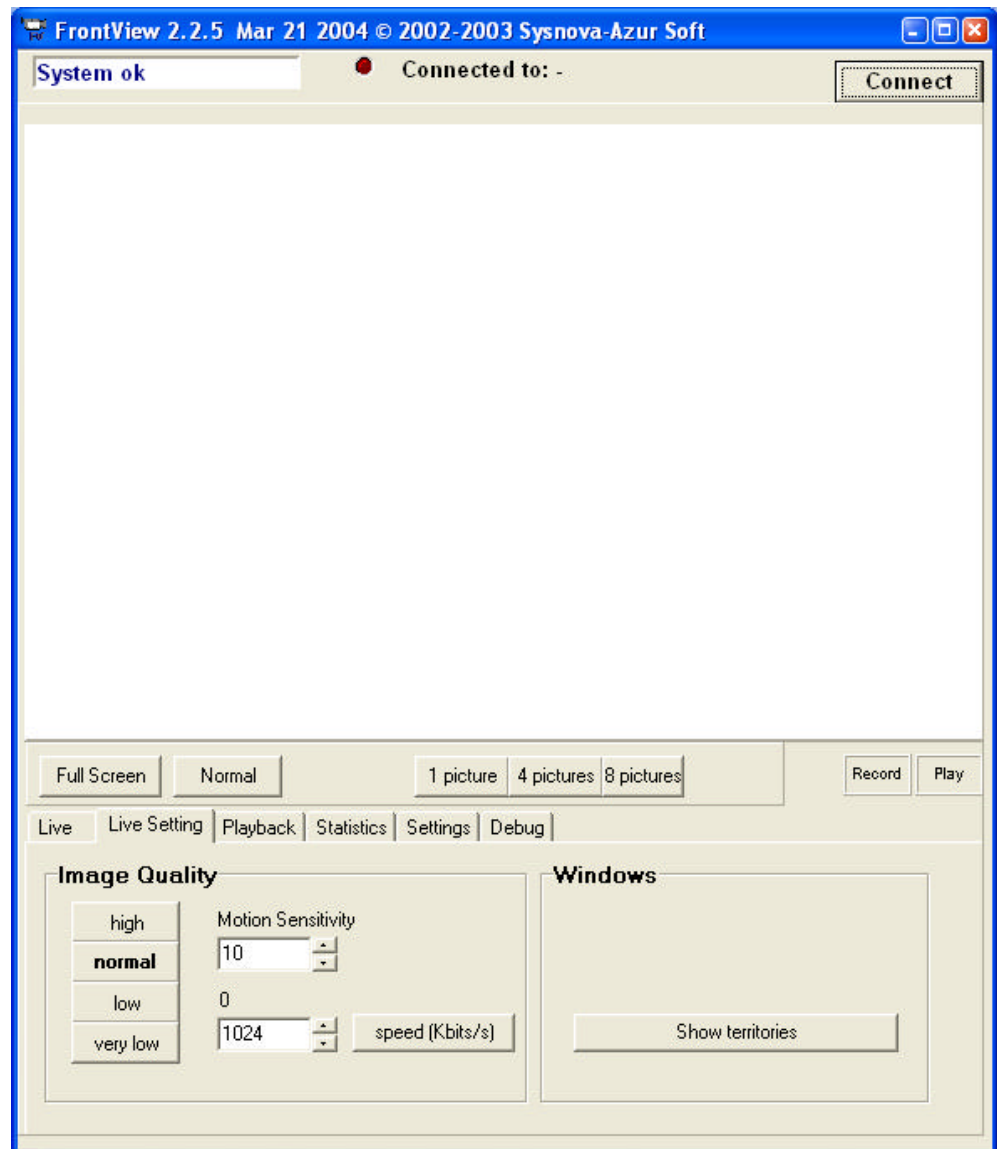 FrontView 2.2.5 Mar 21 2004 © 2002-2003 Sysnova-Azur Soft
System ok
Connected to: -
Connect
Full Screen
Normal
1 picture
4 pictures
8 pictures
Record
Play
Live
Live Setting
Playback
Statistics
Settings
Debug
Image Quality
high
normal
low
very low
Motion Sensitivity
10
0
1024
speed (Kbits/s)
Windows
Show territories